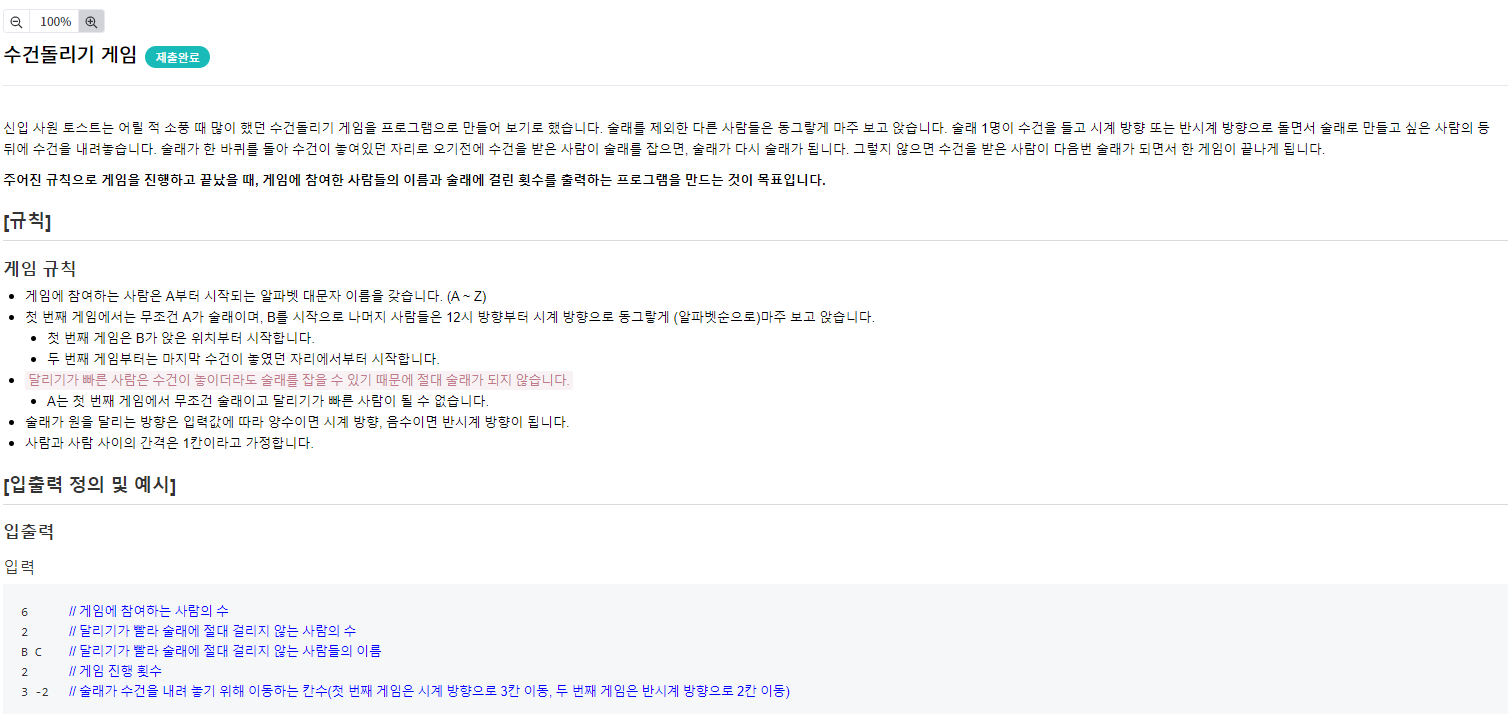 100%
수건돌리기 게임 제출완료
신입 사원 토스트는 어릴 적 소풍 때 많이 했던 수건돌리기 게임을 프로그램으로 만들어 보기로 했습니다. 술래를 제외한 다른 사람들은 동그랗게 마주 보고 앉습니다. 술래 1명이 수건을 들고 시계 방향 또는 반시계 방향으로 돌면서 술래로 만들고 싶은 사람의 등
뒤에 수건을 내려놓습니다. 술래가 한 바퀴를 돌아 수건이 놓여있던 자리로 오기전에 수건을 받은 사람이 술래를 잡으면, 술래가 다시 술래가 됩니다. 그렇지 않으면 수건을 받은 사람이 다음번 술래가 되면서 한 게임이 끝나게 됩니다.
주어진 규칙으로 게임을 진행하고 끝났을 때, 게임에 참여한 사람들의 이름과 술래에 걸린 횟수를 출력하는 프로그램을 만드는 것이 목표입니다.
[규칙]
게임 규칙
게임에 참여하는 사람은 A부터 시작되는 알파벳 대문자 이름을 갖습니다. (A ~ Z)
첫 번째 게임에서는 무조건 A가 술래이며, B를 시작으로 나머지 사람들은 12시 방향부터 시계 방향으로 동그랗게 (알파벳순으로)마주 보고 앉습니다.
첫 번째 게임은 B가 앉은 위치부터 시작합니다.
두 번째 게임부터는 마지막 수건이 놓였던 자리에서부터 시작합니다.
달리기가 빠른 사람은 수건이 놓이더라도 술래를 잡을 수 있기 때문에 절대 술래가 되지 않습니다.
A는 첫 번째 게임에서 무조건 술래이고 달리기가 빠른 사람이 될 수 없습니다.
술래가 원을 달리는 방향은 입력값에 따라 양수이면 시계 방향, 음수이면 반시계 방향이 됩니다.
사람과 사람 사이의 간격은 1칸이라고 가정합니다.
[입출력 정의 및 예시]
입출력
입력
6 // 게임에 참여하는 사람의 수
2 // 달리기가 빨라 술래에 절대 걸리지 않는 사람의 수
B C // 달리기가 빨라 술래에 절대 걸리지 않는 사람들의 이름
2 // 게임 진행 횟수
3 -2 // 술래가 수건을 내려 놓기 위해 이동하는 칸수(첫 번째 게임은 시계 방향으로 3칸 이동, 두 번째 게임은 반시계 방향으로 2칸 이동)